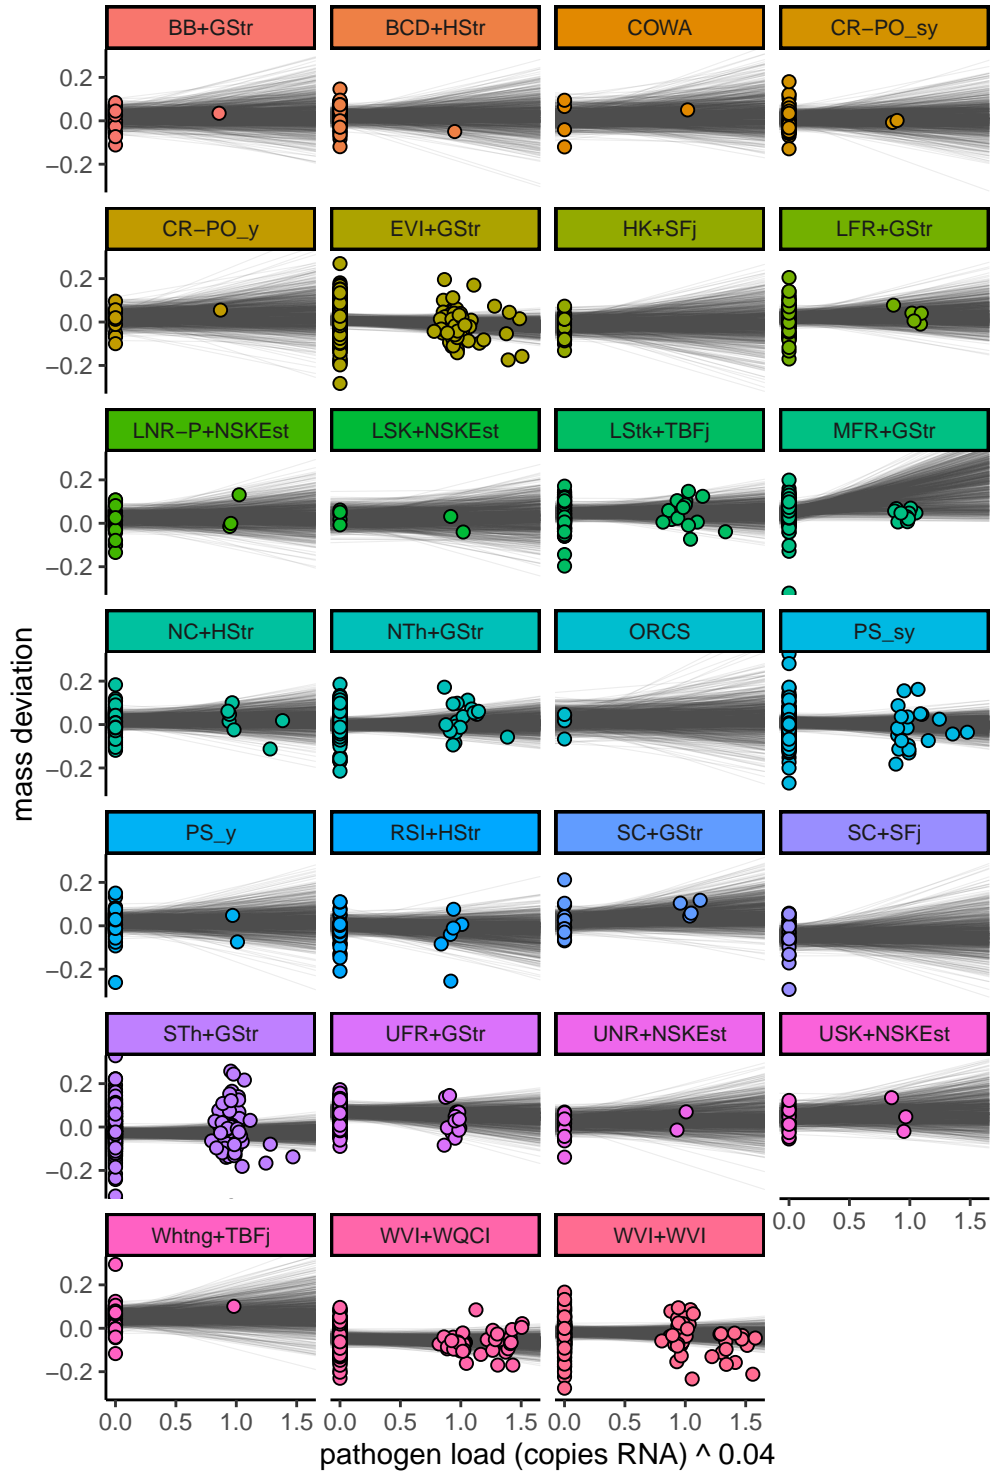 BB+GStr BCD+HStr COWA CR−PO_sy
0.2
0.0
−0.2
CR−PO_y EVI+GStr HK+SFj LFR+GStr
0.2
0.0
−0.2
LNR−P+NSKEst LSK+NSKEst LStk+TBFj MFR+GStr
0.2
0.0
−0.2
NC+HStr NTh+GStr ORCS PS_sy
0.2
0.0
−0.2
mass deviation
PS_y RSI+HStr SC+GStr SC+SFj
0.2
0.0
−0.2
STh+GStr UFR+GStr UNR+NSKEst USK+NSKEst
0.2
0.0
−0.2
0.0 0.5 1.0 1.5
Whtng+TBFj WVI+WQCI WVI+WVI
0.2
0.0
−0.2
0.0 0.5 1.0 1.5 0.0 0.5 1.0 1.5 0.0 0.5 1.0 1.5
pathogen load (copies RNA) ^ 0.04